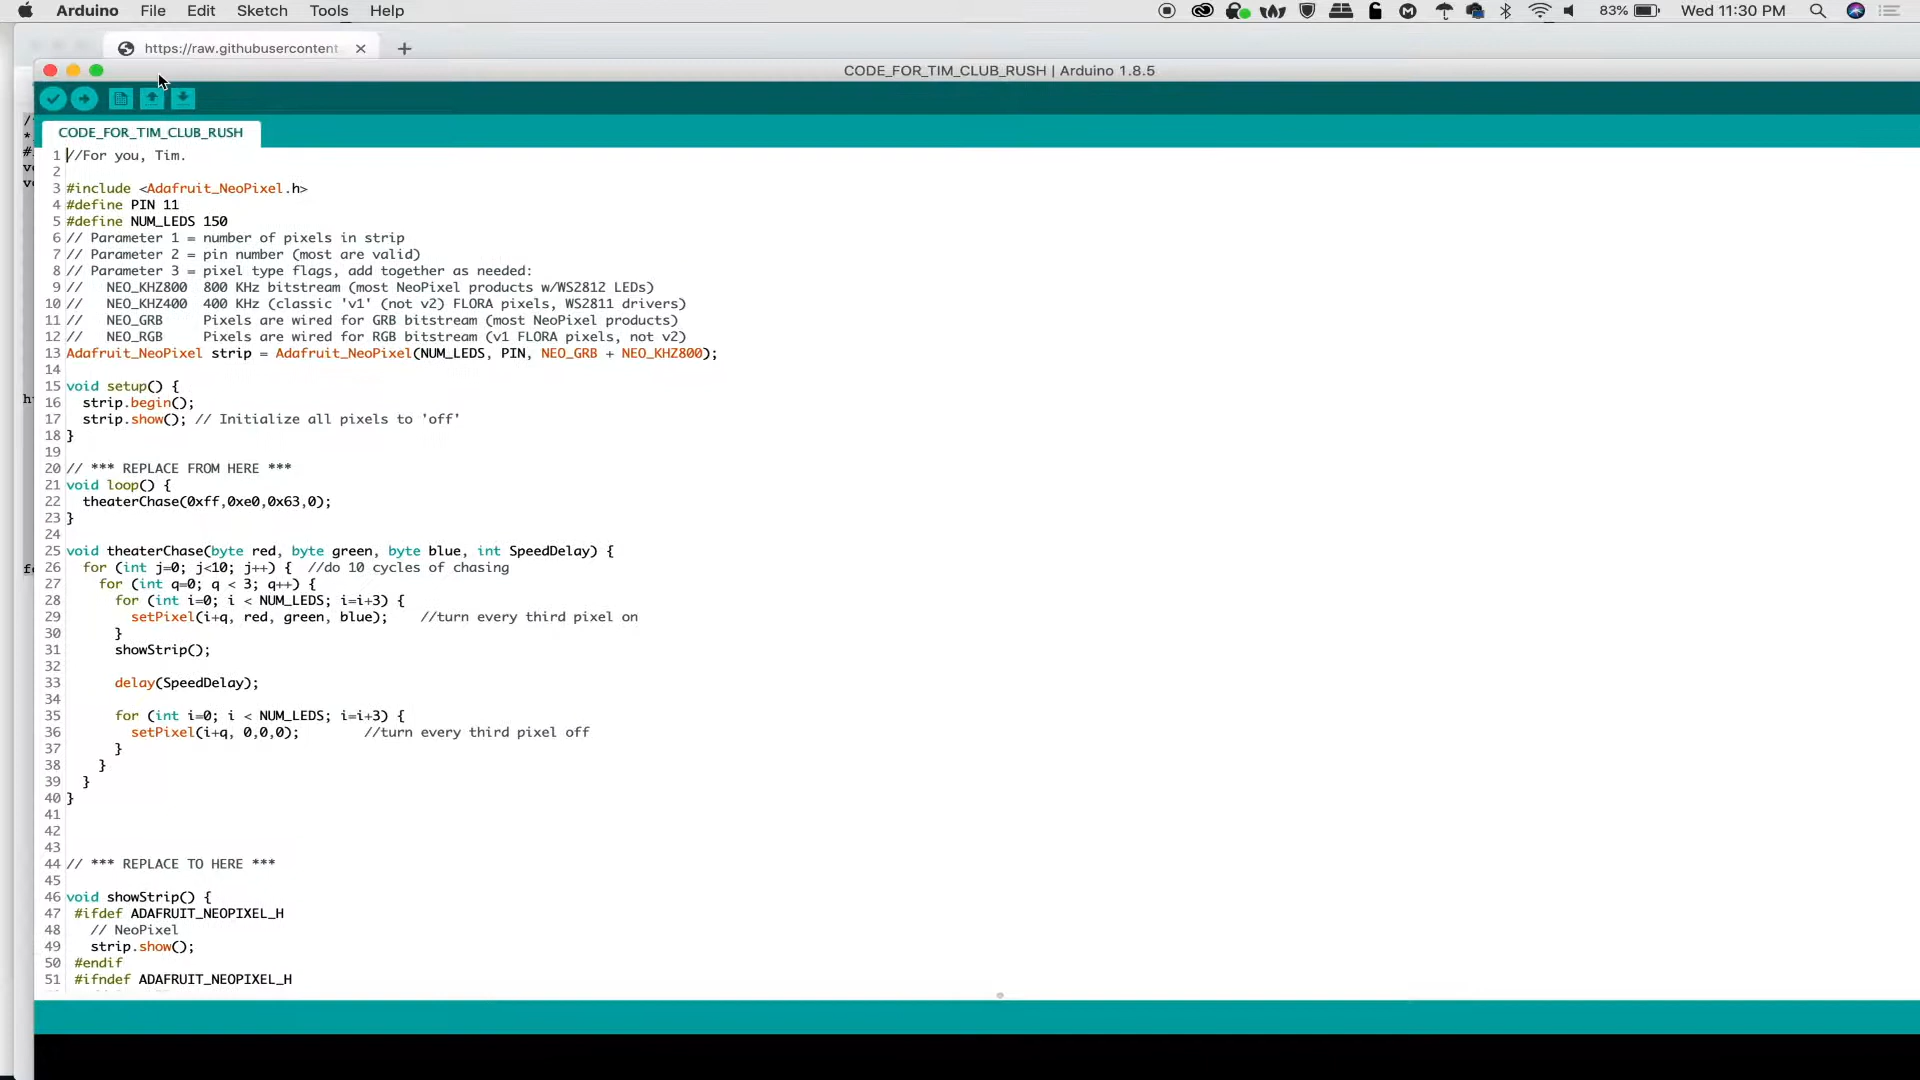 Arduino File Edit Sketch Tools Help 83% Wed 11:30 PM
https://raw.githubusercontent
CODE_FOR_TIM_CLUB_RUSH | Arduino 1.8.5
CODE_FOR_TIM_CLUB_RUSH
1 //For you, Tim.
2
3 #include <Adafruit_NeoPixel.h>
4 #define PIN 11
5 #define NUM_LEDS 150
6 // Parameter 1 = number of pixels in strip
7 // Parameter 2 = pin number (most are valid)
8 // Parameter 3 = pixel type flags, add together as needed:
9 //   NEO_KHZ800  800 KHz bitstream (most NeoPixel products w/WS2812 LEDs)
10 //   NEO_KHZ400  400 KHz (classic 'v1' (not v2) FLORA pixels, WS2811 drivers)
11 //   NEO_GRB     Pixels are wired for GRB bitstream (most NeoPixel products)
12 //   NEO_RGB     Pixels are wired for RGB bitstream (v1 FLORA pixels, not v2)
13 Adafruit_NeoPixel strip = Adafruit_NeoPixel(NUM_LEDS, PIN, NEO_GRB + NEO_KHZ800);
14
15 void setup() {
16   strip.begin();
17   strip.show(); // Initialize all pixels to 'off'
18 }
19
20 // *** REPLACE FROM HERE ***
21 void loop() {
22   theaterChase(0xff,0xe0,0x63,0);
23 }
24
25 void theaterChase(byte red, byte green, byte blue, int SpeedDelay) {
26   for (int j=0; j<10; j++) {  //do 10 cycles of chasing
27     for (int q=0; q < 3; q++) {
28       for (int i=0; i < NUM_LEDS; i=i+3) {
29         setPixel(i+q, red, green, blue);    //turn every third pixel on
30       }
31       showStrip();
32
33       delay(SpeedDelay);
34
35       for (int i=0; i < NUM_LEDS; i=i+3) {
36         setPixel(i+q, 0,0,0);        //turn every third pixel off
37       }
38     }
39   }
40 }
41
42
43
44 // *** REPLACE TO HERE ***
45
46 void showStrip() {
47  #ifdef ADAFRUIT_NEOPIXEL_H
48    // NeoPixel
49    strip.show();
50  #endif
51  #ifndef ADAFRUIT_NEOPIXEL_H